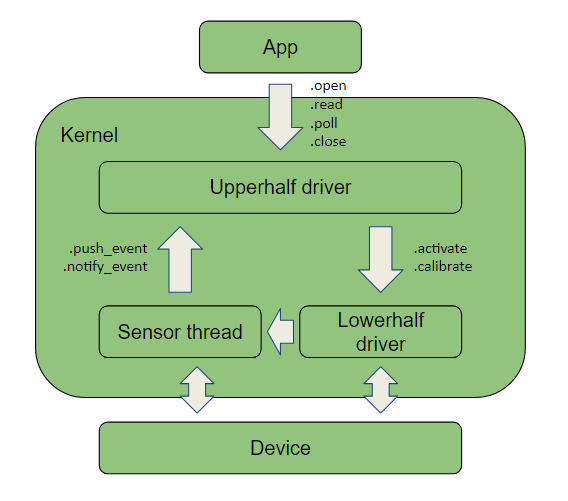 App
.open
.read
.poll
.close
Kernel
Upperhalf driver
.push_event
.notify_event
.activate
.calibrate
Sensor thread
Lowerhalf
driver
Device